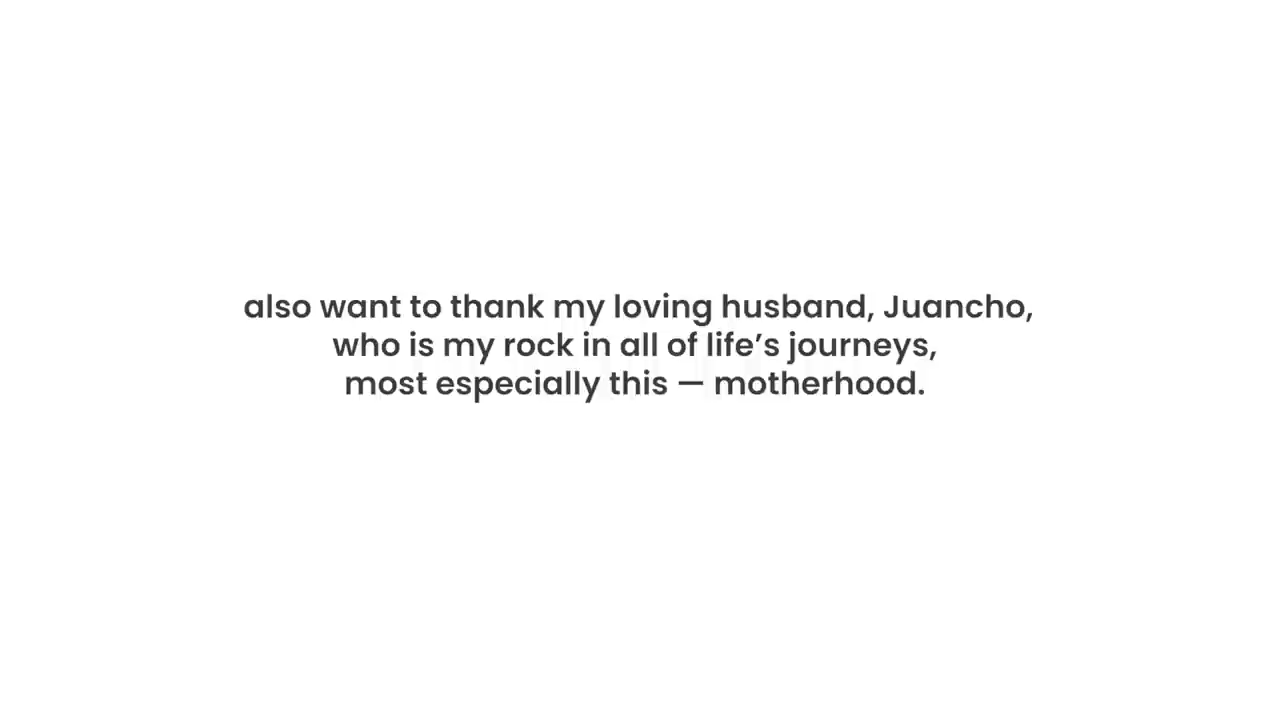 also want to thank my loving husband, Juancho,
who is my rock in all of life’s journeys,
most especially this — motherhood.